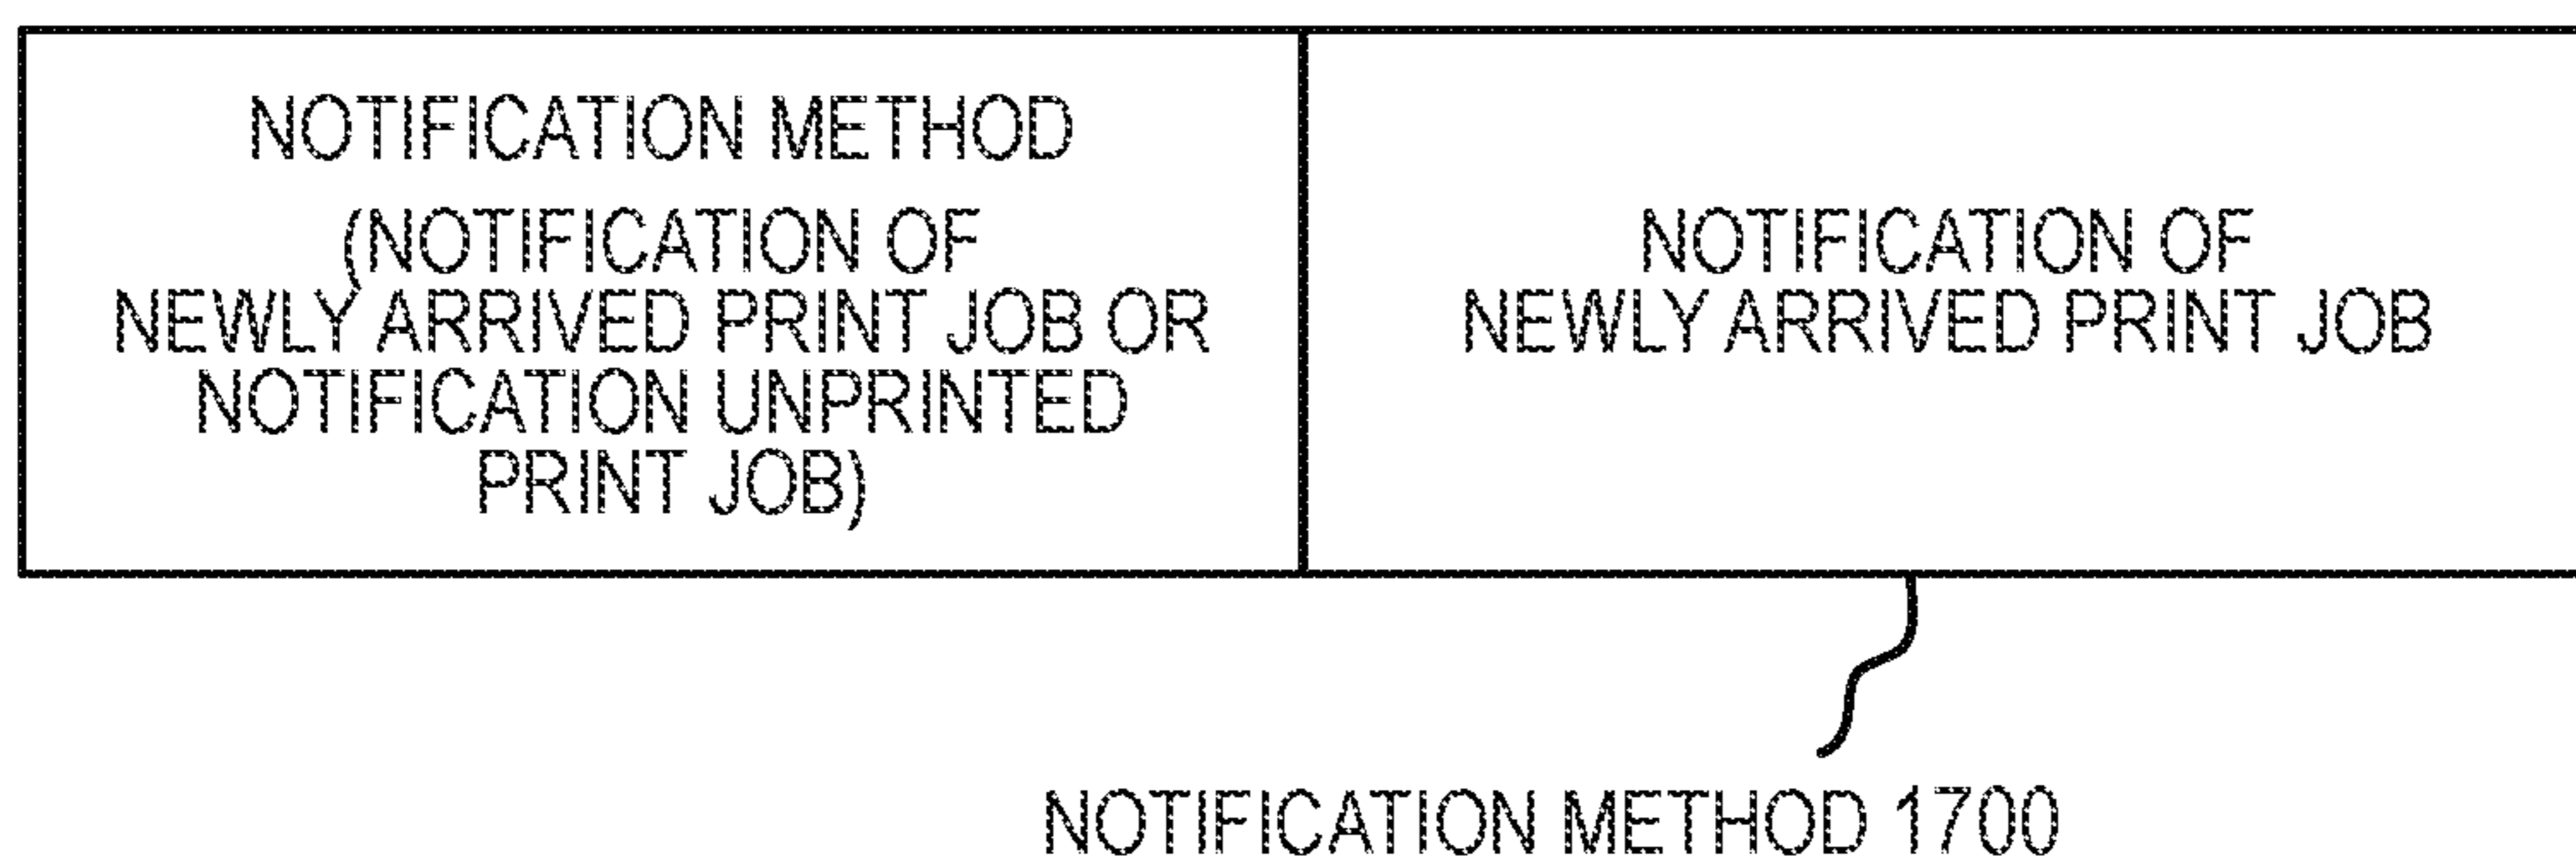 NOTIFICATION METHOD
(NOTIFICATION OF
NEWLY ARRIVED PRINT JOB OR
NOTIFICATION UNPRINTED
PRINT JOB)
NOTIFICATION OF
NEWLY ARRIVED PRINT JOB
NOTIFICATION METHOD 1700